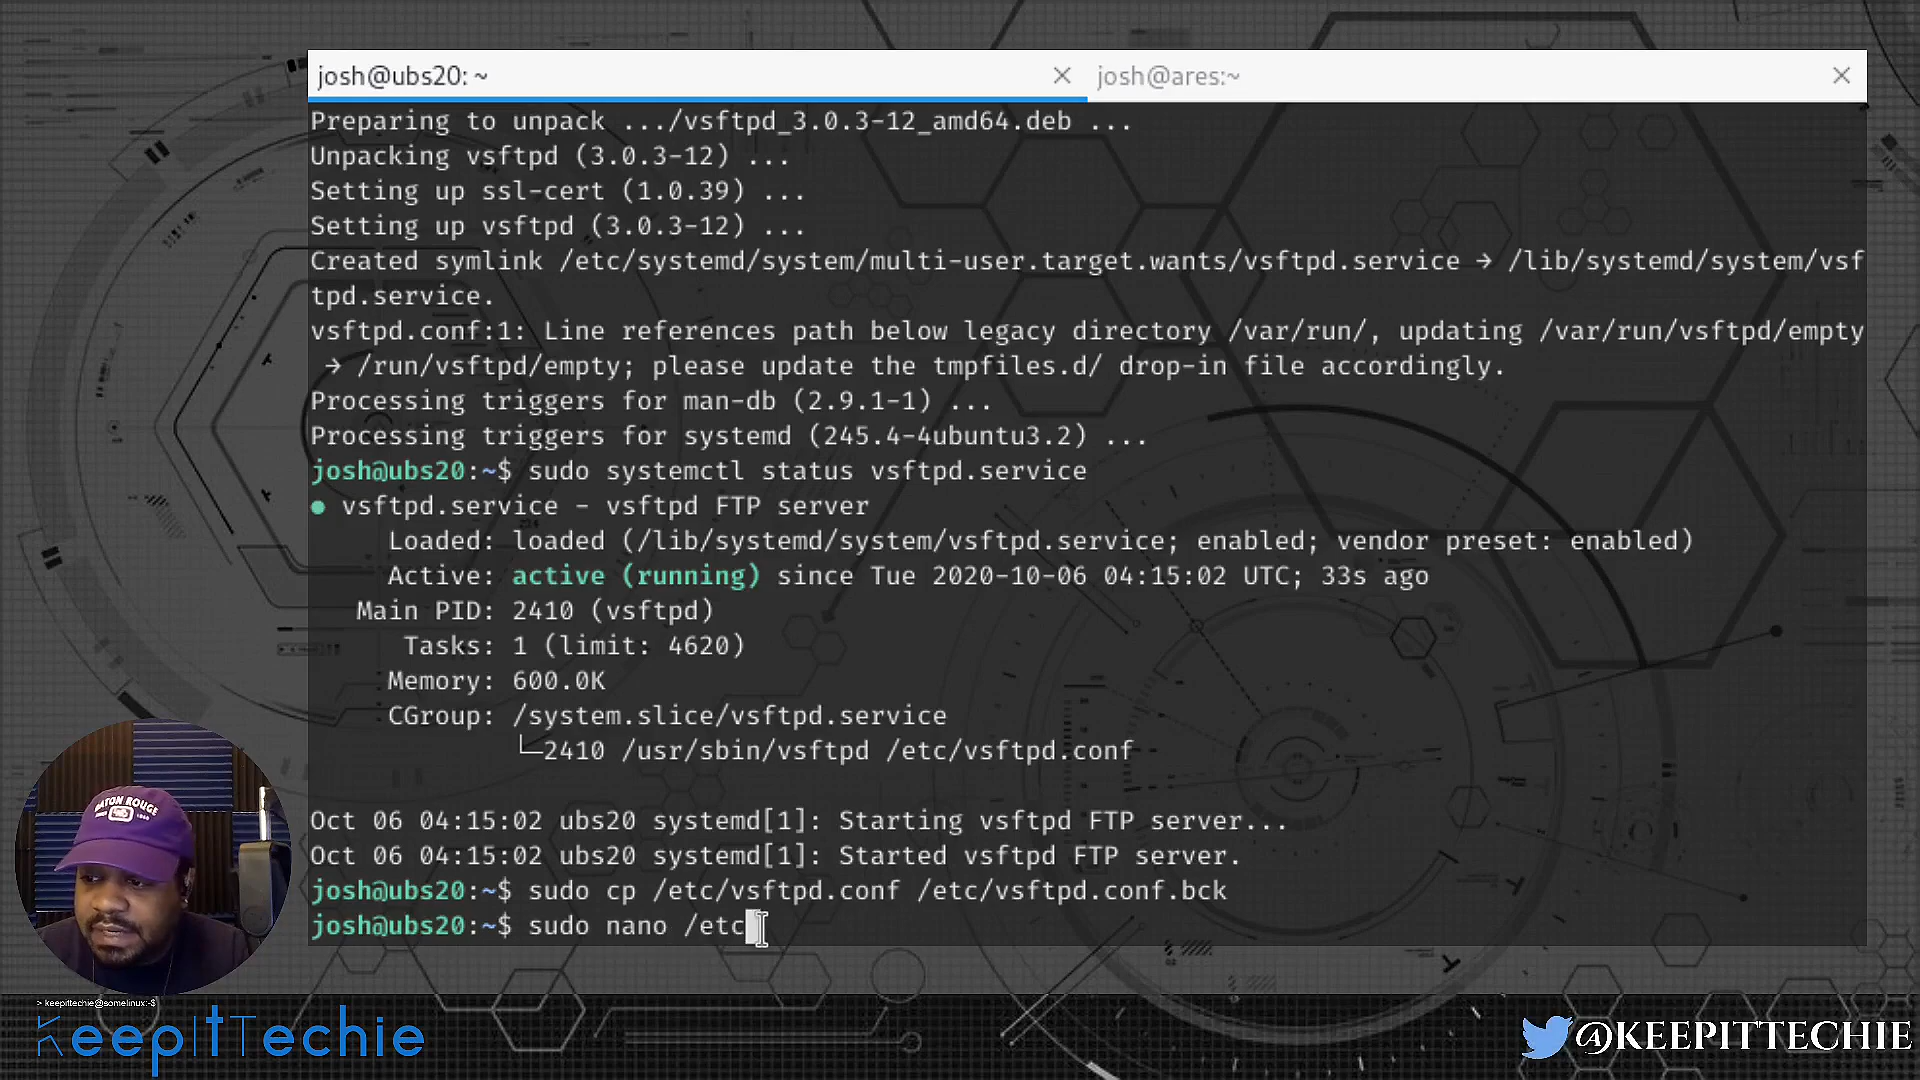 josh@ubs20: ~
josh@ares:~
Preparing to unpack .../vsftpd_3.0.3-12_amd64.deb ...
Unpacking vsftpd (3.0.3-12) ...
Setting up ssl-cert (1.0.39) ...
Setting up vsftpd (3.0.3-12) ...
Created symlink /etc/systemd/system/multi-user.target.wants/vsftpd.service → /lib/systemd/system/vsf
tpd.service.
vsftpd.conf:1: Line references path below legacy directory /var/run/, updating /var/run/vsftpd/empty
→ /run/vsftpd/empty; please update the tmpfiles.d/ drop-in file accordingly.
Processing triggers for man-db (2.9.1-1) ...
Processing triggers for systemd (245.4-4ubuntu3.2) ...
josh@ubs20:~$ sudo systemctl status vsftpd.service
● vsftpd.service - vsftpd FTP server
Loaded: loaded (/lib/systemd/system/vsftpd.service; enabled; vendor preset: enabled)
Active: active (running) since Tue 2020-10-06 04:15:02 UTC; 33s ago
Main PID: 2410 (vsftpd)
Tasks: 1 (limit: 4620)
Memory: 600.0K
CGroup: /system.slice/vsftpd.service
└─2410 /usr/sbin/vsftpd /etc/vsftpd.conf
Oct 06 04:15:02 ubs20 systemd[1]: Starting vsftpd FTP server...
Oct 06 04:15:02 ubs20 systemd[1]: Started vsftpd FTP server.
josh@ubs20:~$ sudo cp /etc/vsftpd.conf /etc/vsftpd.conf.bck
josh@ubs20:~$ sudo nano /etc
BATON ROUGE
> keepittechie@somelinux:~$
KeepItTechie
@KEEPITTECHIE